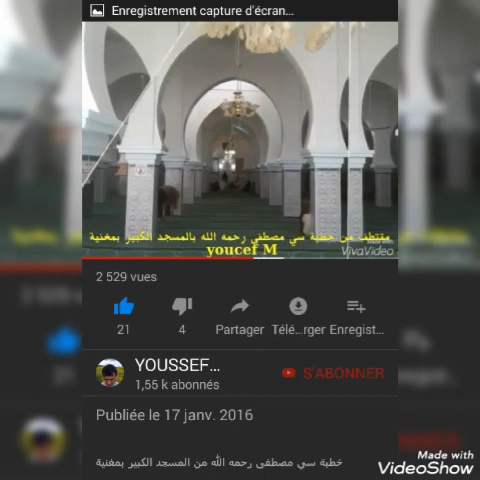 Enregistrement capture d'écran...
مقتطف من خطبة سي مصطفى رحمه الله بالمسجد الكبير بمغنية
youcef M
Made with
VivaVideo
2 529 vues
21
4
Partager
Télé...rger
Enregist...
YOUSSEF...
1,55 k abonnés
S'ABONNER
Publiée le 17 janv. 2016
خطبة سي مصطفى رحمه الله من المسجد الكبير بمغنية
Made with
VideoShow